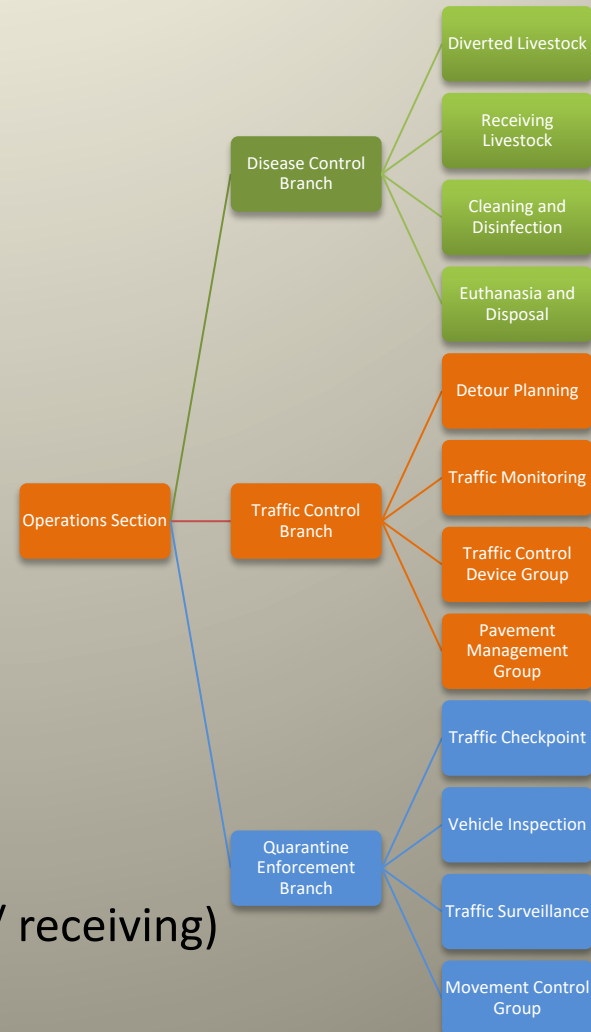 Diverted Livestock
Receiving
Livestock
Disease Control
Branch
Cleaning and
Disinfection
Euthanasia and
Disposal
Detour Planning
Traffic Monitoring
Operations Section
Traffic Control
Branch
Traffic Control
Device Group
Pavement
Management
Group
Traffic Checkpoint
Vehicle Inspection
Quarantine
Enforcement
Branch
Traffic Surveillance
/ receiving)
Movement Control
Group